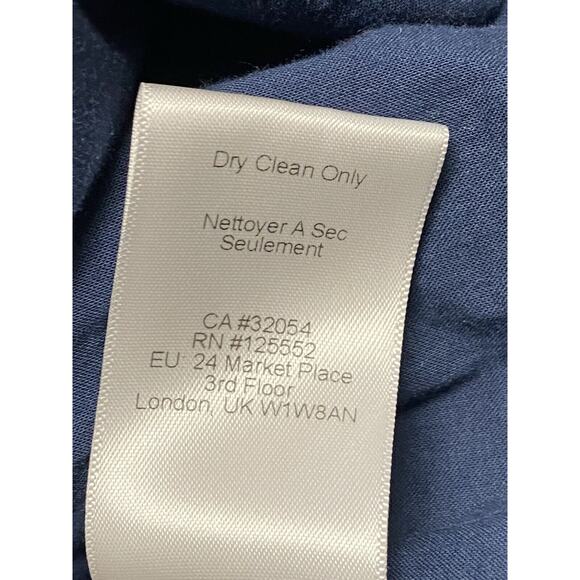 Dry Clean Only
Nettoyer A Sec
Seulement
CA #32054
RN #125552
EU: 24 Market Place
3rd Floor
London, UK W1W8AN